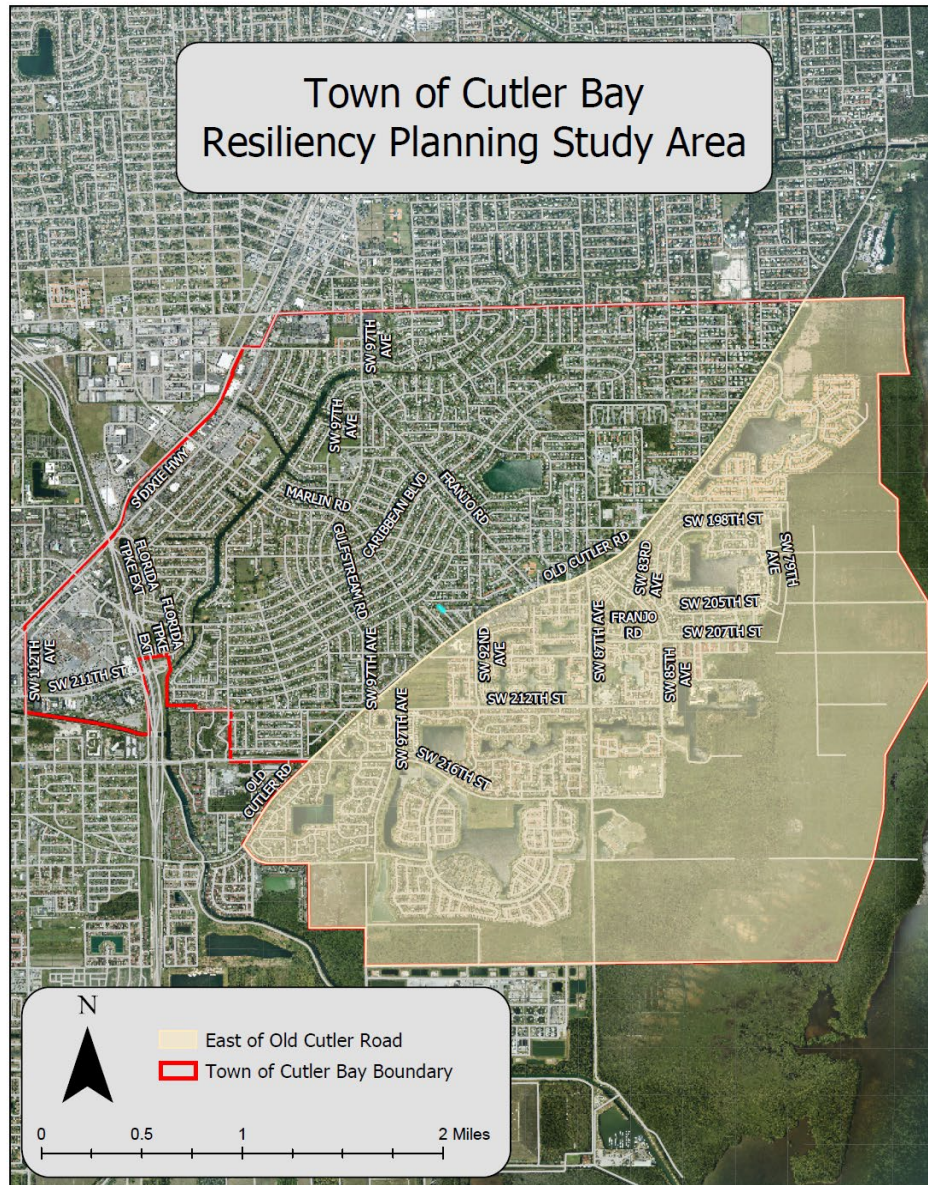 Town of Cutler Bay
Resiliency Planning Study Area
SW 97TH
AVE
SW 97TH
AVE
S DIXIE HWY
MARLIN RD
CARIBBEAN BLVD
FRANJO RD
GULFSTREAM RD
OLD CUTLER RD
SW 198TH ST
SW 83RD
AVE
SW 79TH
AVE
FLORIDA
TPKE EXT
FLORIDA
TPKE
EXT
SW 205TH ST
FRANJO
RD
SW 207TH ST
SW 112TH
AVE
SW 211TH ST
SW 97TH AVE
SW 92ND
AVE
SW 87TH AVE
SW 85TH
AVE
SW 212TH ST
SW 97TH AVE
SW 216TH ST
OLD
CUTLER RD
N
East of Old Cutler Road
Town of Cutler Bay Boundary
0 0.5 1 2 Miles